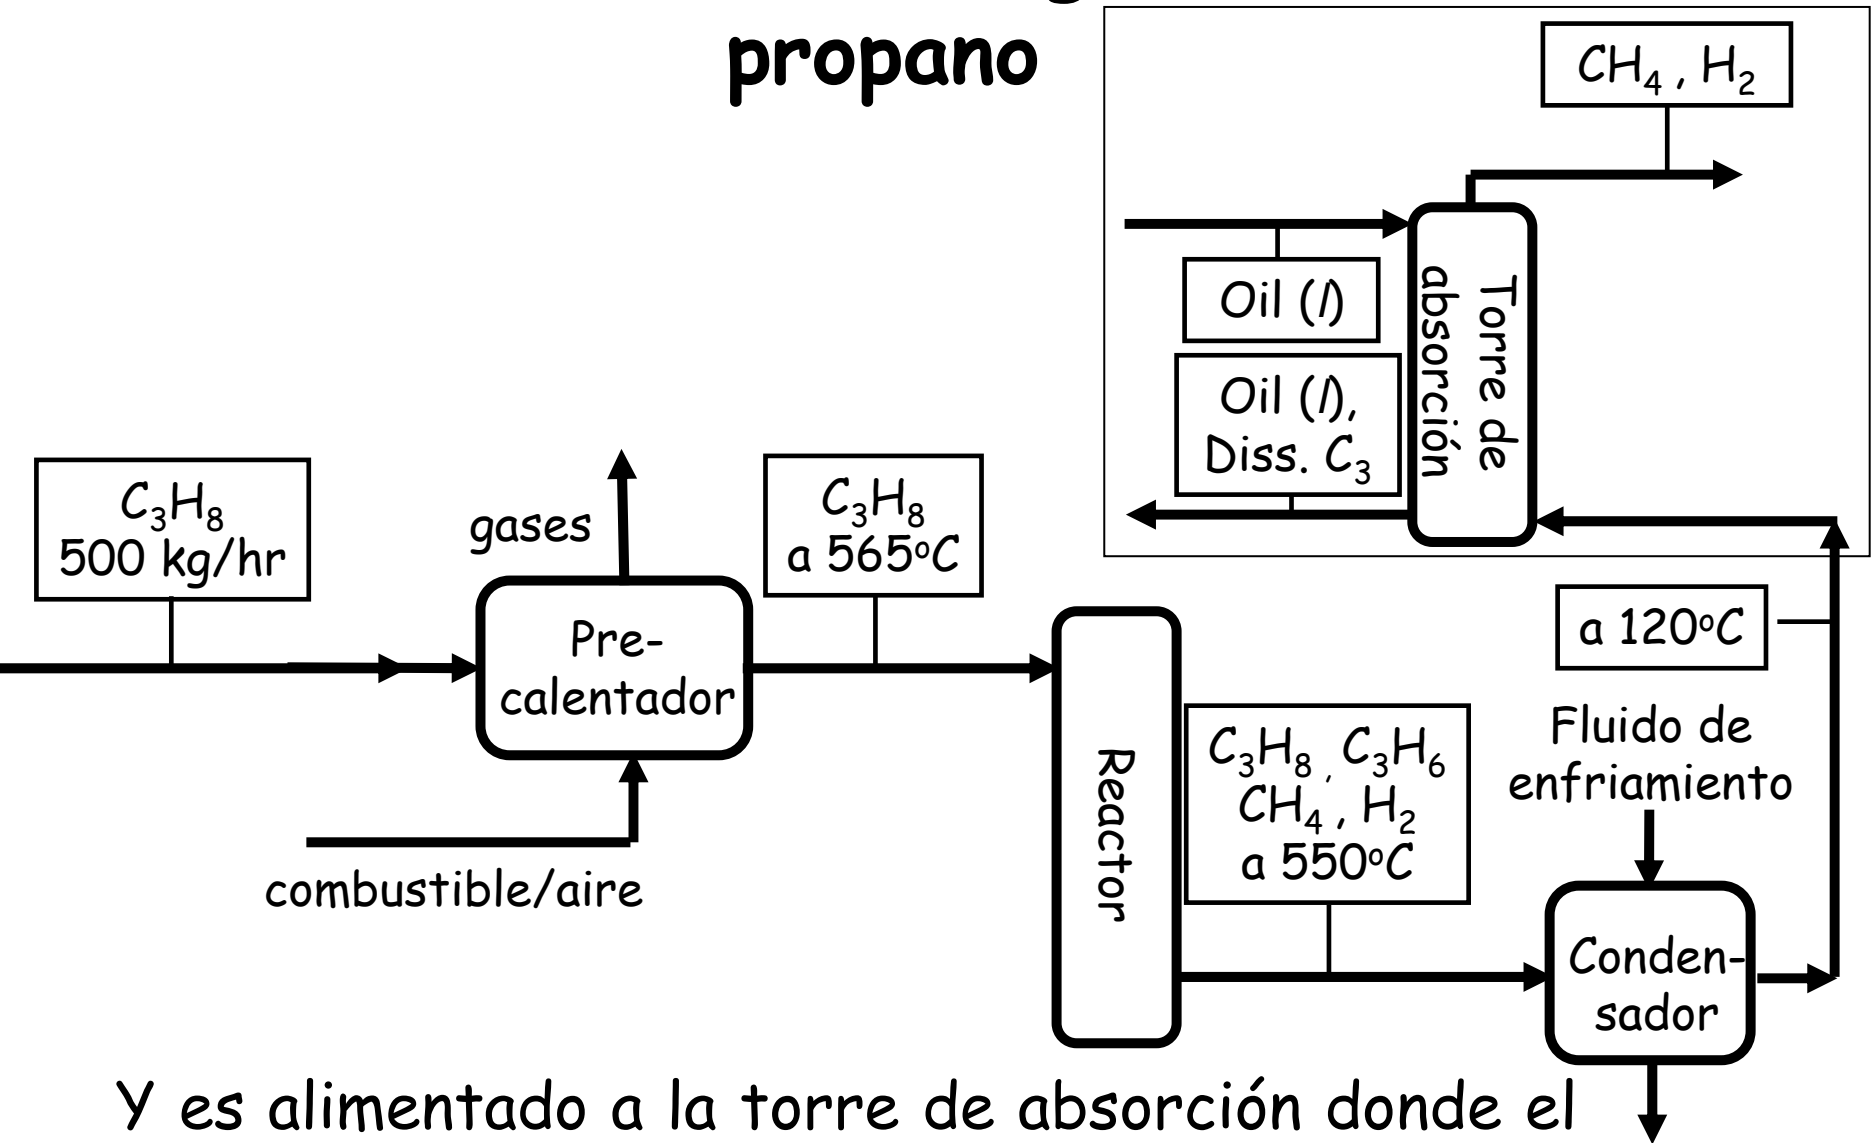 propano
CH₄ , H₂
Oil (l)
Oil (l),
Diss. C₃
Torre de
absorción
C₃H₈
500 kg/hr
gases
C₃H₈
a 565ºC
Pre-
calentador
combustible/aire
Reactor
C₃H₈ , C₃H₆
CH₄ , H₂
a 550ºC
a 120ºC
Fluido de
enfriamiento
Conden-
sador
Y es alimentado a la torre de absorción donde el